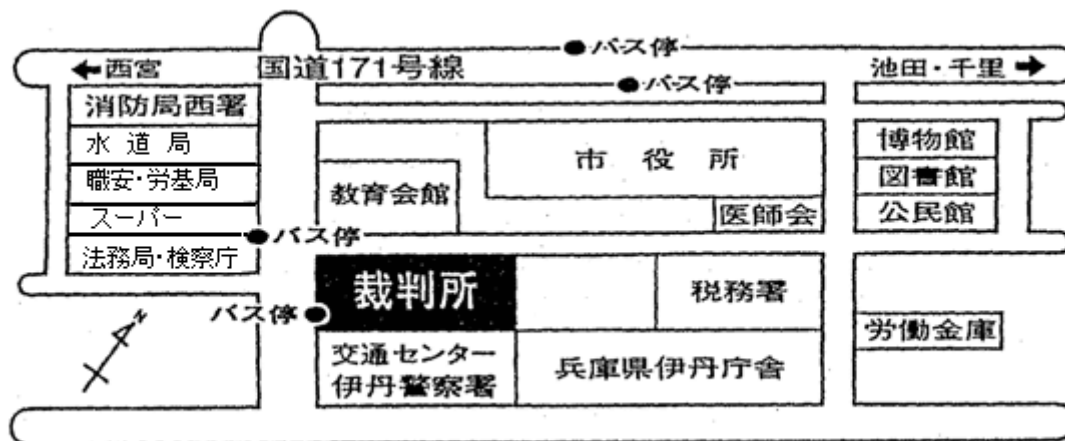 バス停
←西宮
国道171号線
池田・千里→
バス停
消防局西署
水道局
職安・労基局
スーパー
法務局・検察庁
市役所
教育会館
医師会
博物館
図書館
公民館
バス停
裁判所
税務署
バス停
労働金庫
交通センター
伊丹警察署
兵庫県伊丹庁舎
N